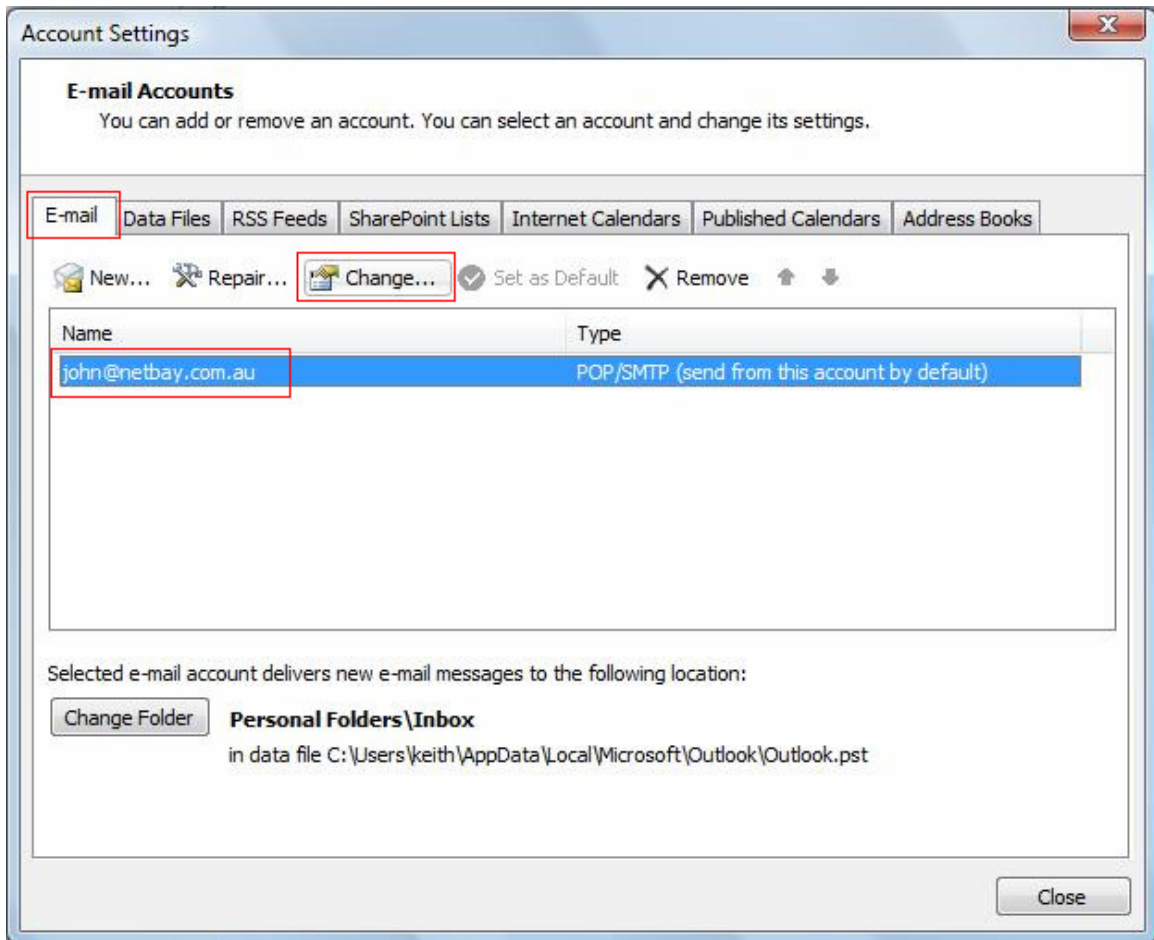 Account Settings
E-mail Accounts
You can add or remove an account. You can select an account and change its settings.
E-mail Data Files RSS Feeds SharePoint Lists Internet Calendars Published Calendars Address Books
New... Repair... Change... Set as Default Remove
Name Type
john@netbay.com.au POP/SMTP (send from this account by default)
Selected e-mail account delivers new e-mail messages to the following location:
Change Folder Personal Folders\Inbox
in data file C:\Users\keith\AppData\Local\Microsoft\Outlook\Outlook.pst
Close